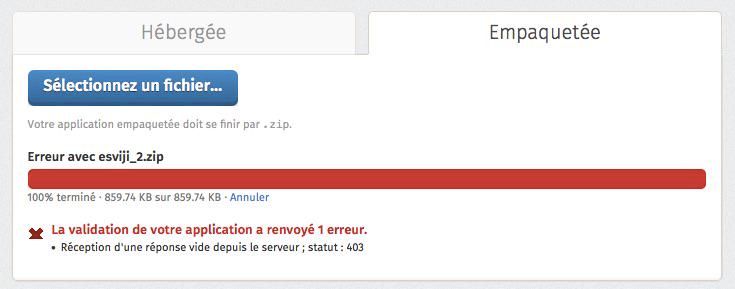 Hébergée
Empaquetée
Sélectionnez un fichier...
Votre application empaquetée doit se finir par .zip.
Erreur avec esviji_2.zip
100% terminé · 859.74 KB sur 859.74 KB · Annuler
La validation de votre application a renvoyé 1 erreur.
• Réception d'une réponse vide depuis le serveur ; statut : 403